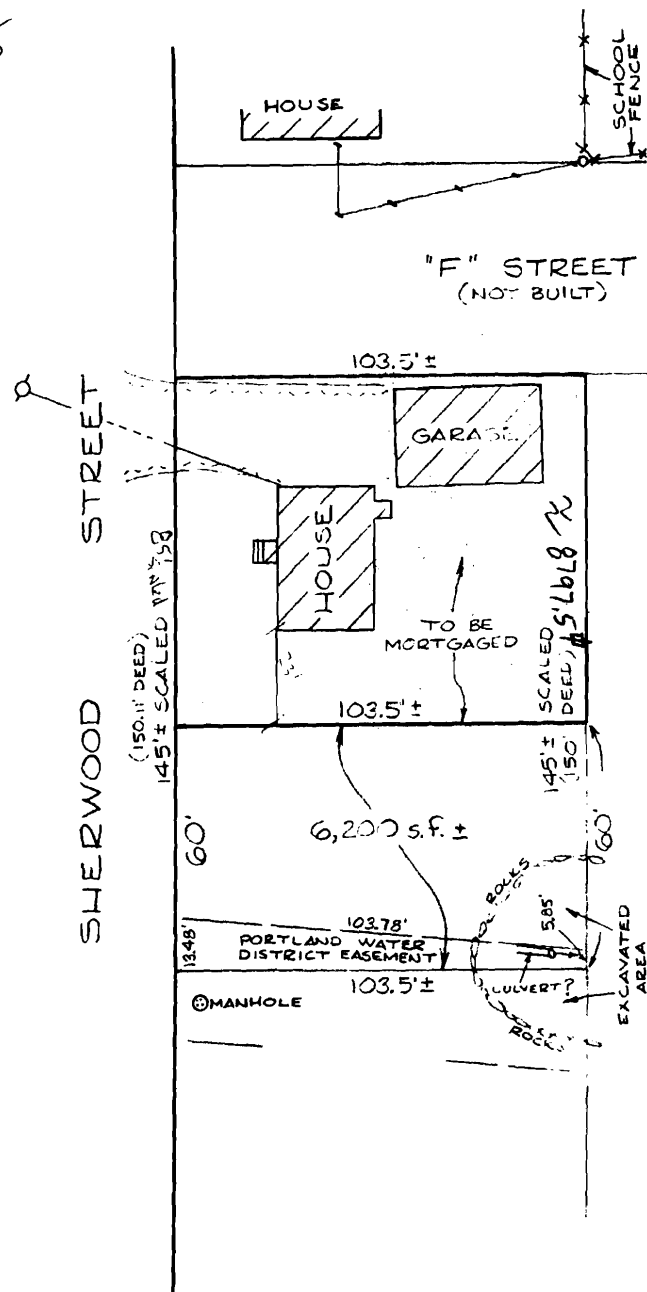 HOUSE
SCHOOL
FENCE
"F" STREET
(NOT BUILT)
103.5'±
GARAGE
SHERWOOD STREET
HOUSE
(150.11' DEED)
145'± SCALED
TO BE
MORTGAGED
145'± SCALED
(150' DEED)
103.5'±
60'
6,200 s.f. ±
60'
ROCKS
13.48'
103.78'
5.85'
PORTLAND WATER
DISTRICT EASEMENT
EXCAVATED
AREA
CULVERT?
103.5'±
MANHOLE
ROCKS